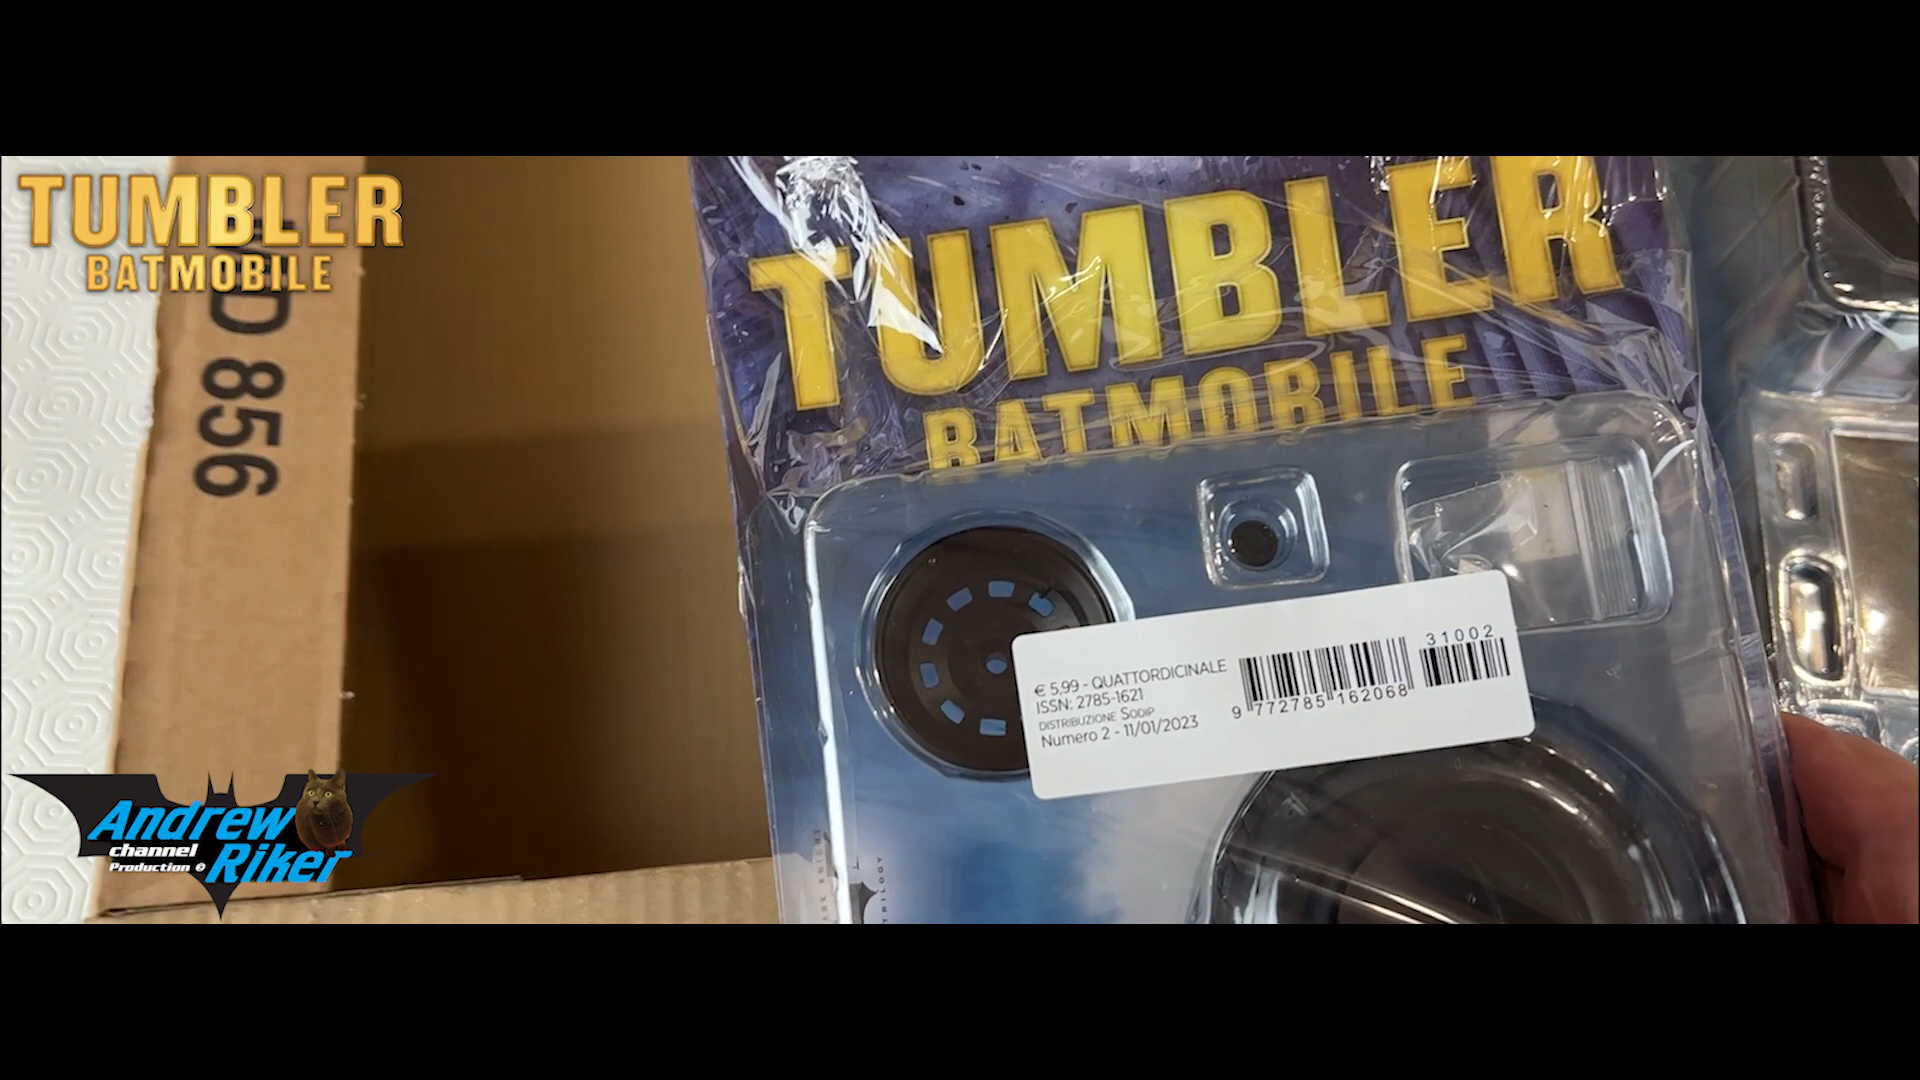 TUMBLER
BATMOBILE
D 856
TUMBLER
BATMOBILE
31002
€ 5,99 - QUATTORDICINALE
ISSN: 2785-1621
DISTRIBUZIONE SODIP
Numero 2 - 11/01/2023
9 772785 162068
TRILOGY
Andrew
channel
Riker
Production ©